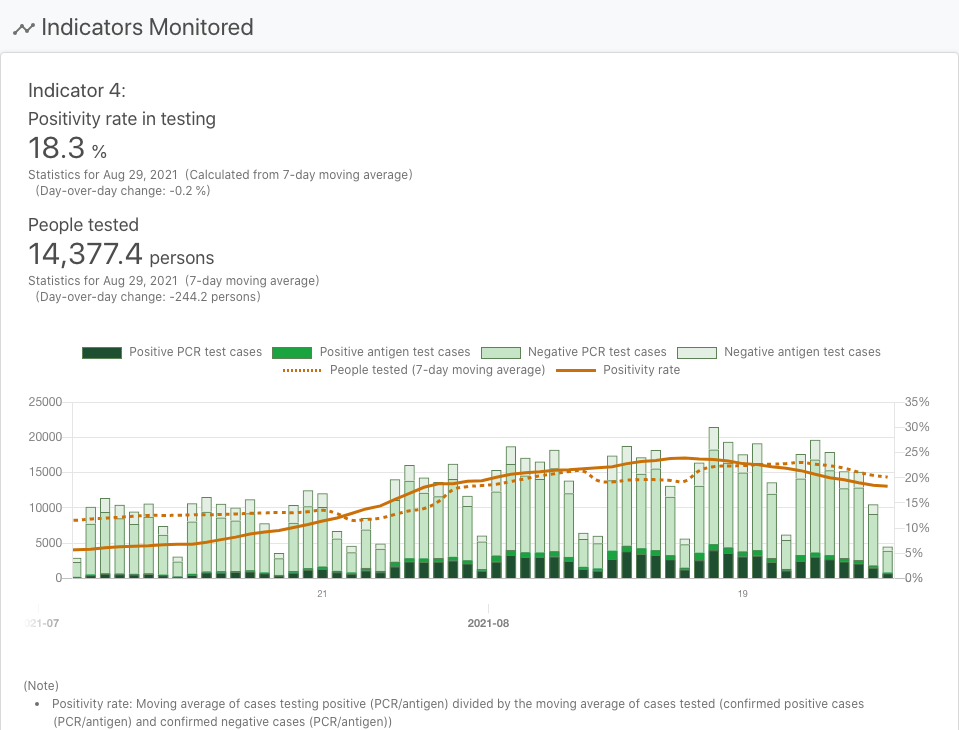 Indicators Monitored
Indicator 4:
Positivity rate in testing
18.3 %
Statistics for Aug 29, 2021 (Calculated from 7-day moving average)
(Day-over-day change: -0.2 %)
People tested
14,377.4 persons
Statistics for Aug 29, 2021 (7-day moving average)
(Day-over-day change: -244.2 persons)
Positive PCR test cases Positive antigen test cases Negative PCR test cases Negative antigen test cases
People tested (7-day moving average) Positivity rate
25000 35%
30%
20000
25%
15000 20%
15%
10000
10%
5000
5%
0 0%
21 19
21-07 2021-08
(Note)
• Positivity rate: Moving average of cases testing positive (PCR/antigen) divided by the moving average of cases tested (confirmed positive cases
(PCR/antigen) and confirmed negative cases (PCR/antigen))